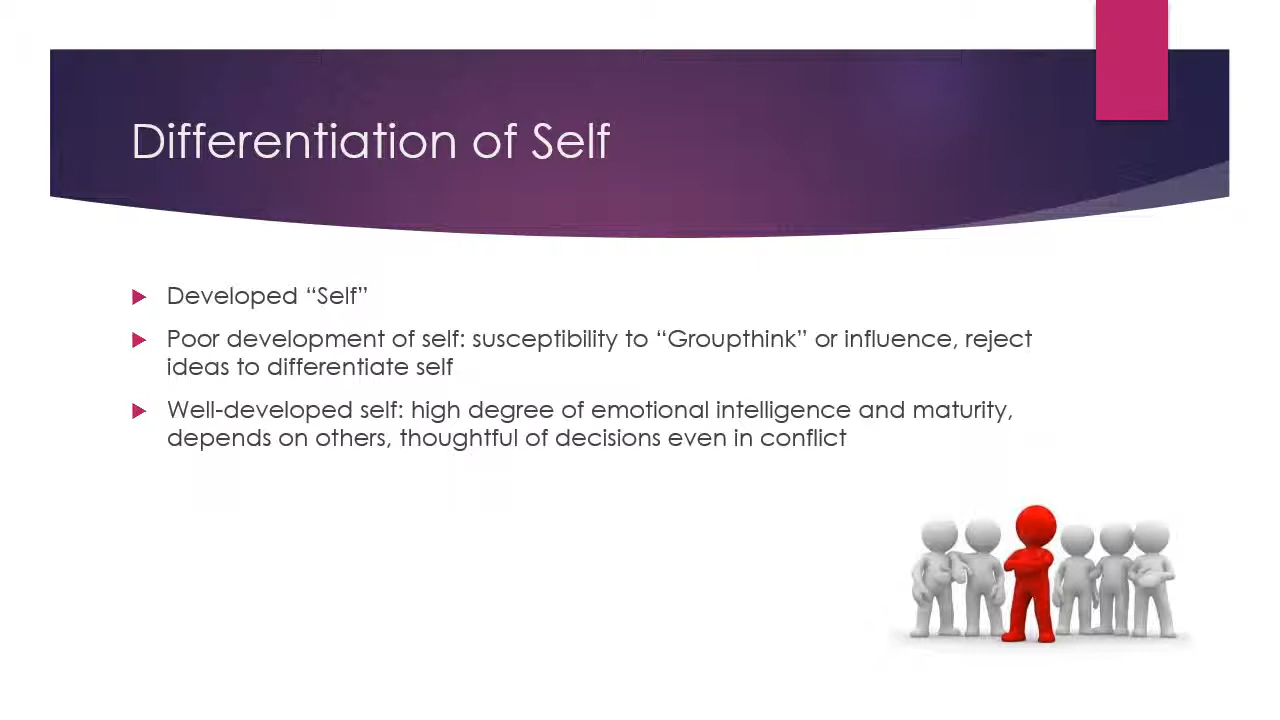 Differentiation of Self
Developed “Self”
Poor development of self: susceptibility to “Groupthink” or influence, reject
ideas to differentiate self
Well-developed self: high degree of emotional intelligence and maturity,
depends on others, thoughtful of decisions even in conflict